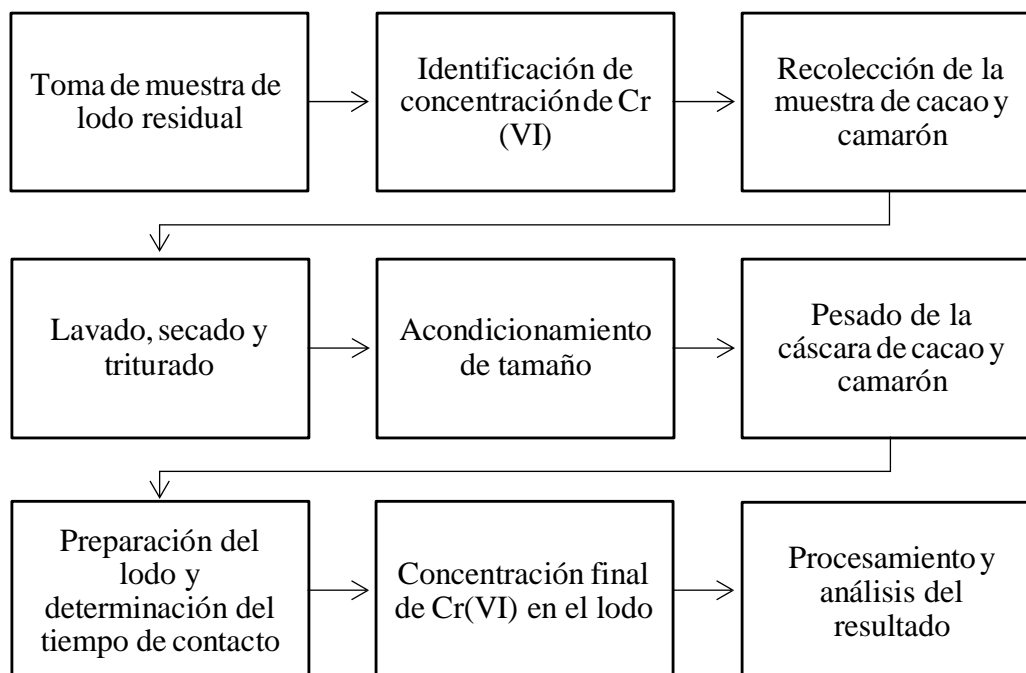 Toma de muestra de
lodo residual
Identificación de
concentración de Cr
(VI)
Recolección de la
muestra de cacao y
camarón
Lavado, secado y
triturado
Acondicionamiento
de tamaño
Pesado de la
cáscara de cacao y
camarón
Preparación del
lodo y
determinación del
tiempo de contacto
Concentración final
de Cr(VI) en el lodo
Procesamiento y
análisis del
resultado